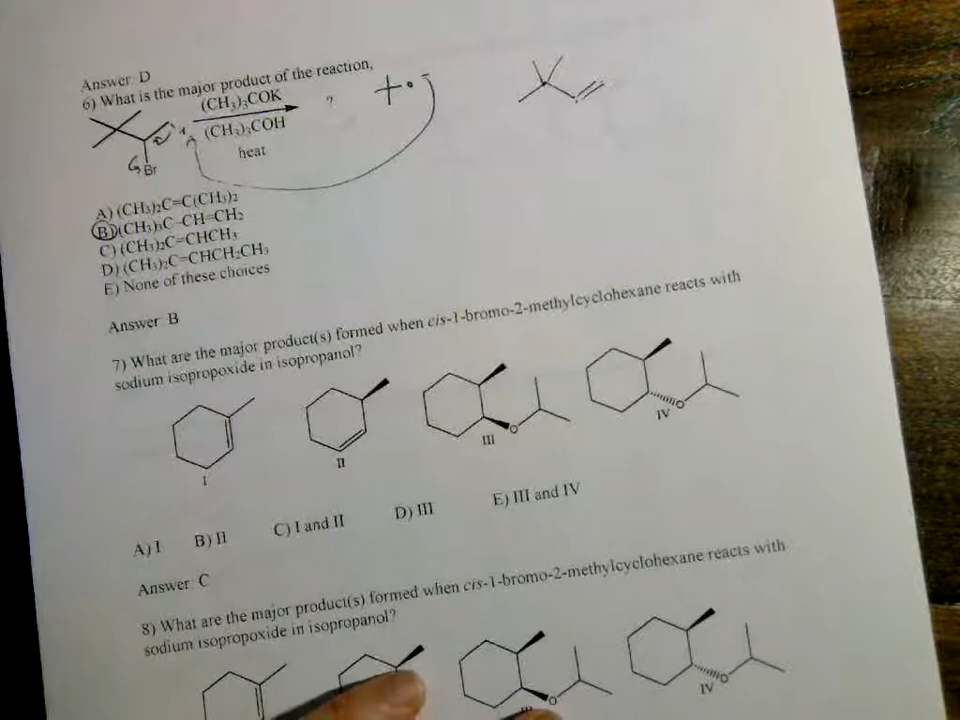 Answer: D
6) What is the major product of the reaction,
(CH₃)₃COK
?
(CH₃)₃COH
heat
Br
A) (CH₃)₂C=C(CH₃)₂
B) (CH₃)₃C-CH=CH₂
C) (CH₃)₂C=CHCH₃
D) (CH₃)₂C=CHCH₂CH₃
E) None of these choices
Answer: B
7) What are the major product(s) formed when cis-1-bromo-2-methylcyclohexane reacts with
sodium isopropoxide in isopropanol?
O
O
I
II
III
IV
A) I B) II C) I and II D) III E) III and IV
Answer: C
8) What are the major product(s) formed when cis-1-bromo-2-methylcyclohexane reacts with
sodium isopropoxide in isopropanol?
O
O
IV